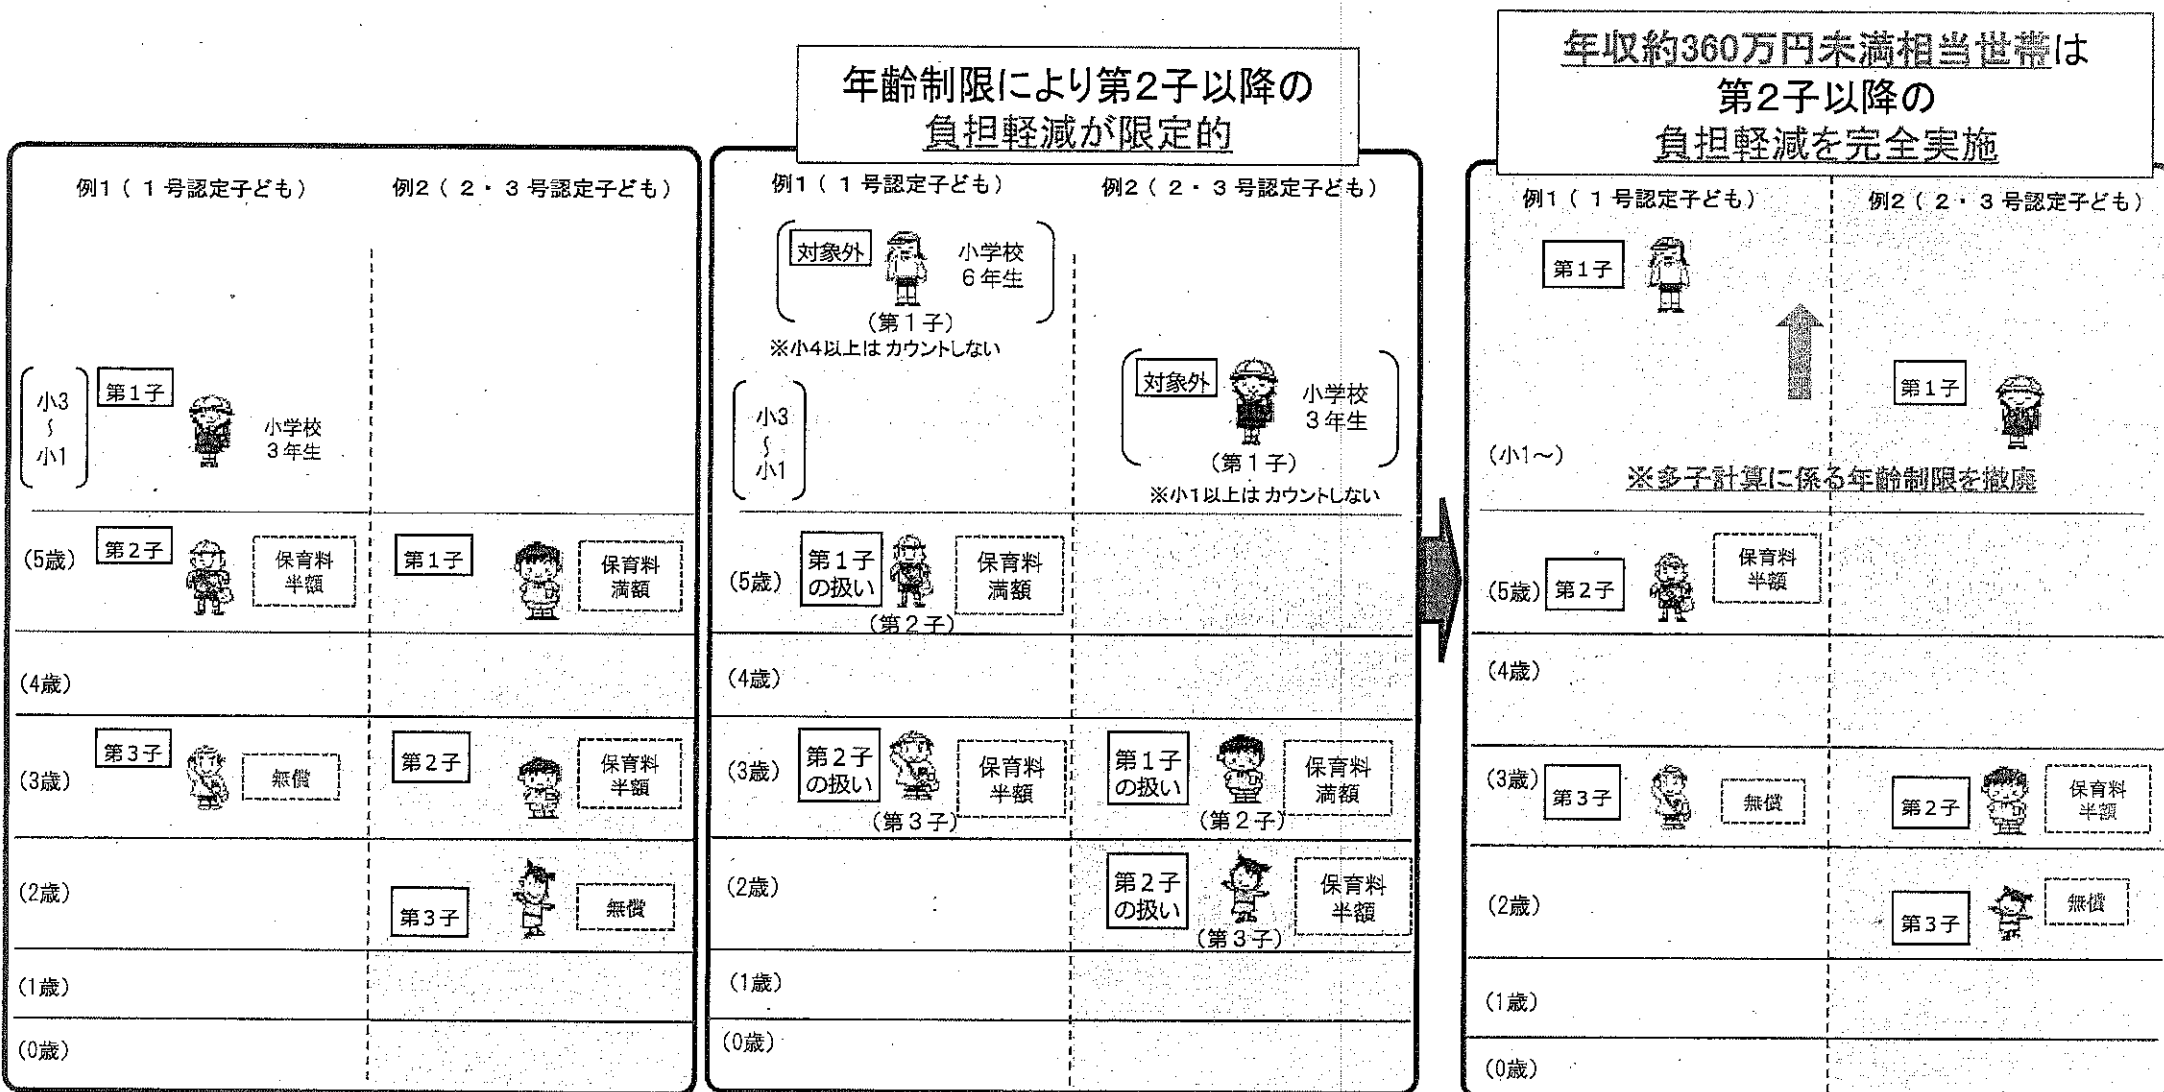 例1(1号認定子ども)
例2(2・3号認定子ども)
小3
~
小1
第1子
小学校
3年生
(5歳)
第2子
保育料
半額
第1子
保育料
満額
(4歳)
(3歳)
第3子
無償
第2子
保育料
半額
(2歳)
第3子
無償
(1歳)
(0歳)
年齢制限により第2子以降の
負担軽減が限定的
例1(1号認定子ども)
例2(2・3号認定子ども)
対象外
小学校
6年生
(第1子)
※小4以上はカウントしない
対象外
小学校
3年生
(第1子)
※小1以上はカウントしない
小3
~
小1
(5歳)
第1子
の扱い
(第2子)
保育料
満額
(4歳)
(3歳)
第2子
の扱い
(第3子)
保育料
半額
第1子
の扱い
(第2子)
保育料
満額
(2歳)
第2子
の扱い
(第3子)
保育料
半額
(1歳)
(0歳)
年収約360万円未満相当世帯は
第2子以降の
負担軽減を完全実施
例1(1号認定子ども)
例2(2・3号認定子ども)
第1子
第1子
(小1~)
※多子計算に係る年齢制限を撤廃
(5歳)
第2子
保育料
半額
(4歳)
(3歳)
第3子
無償
第2子
保育料
半額
(2歳)
第3子
無償
(1歳)
(0歳)